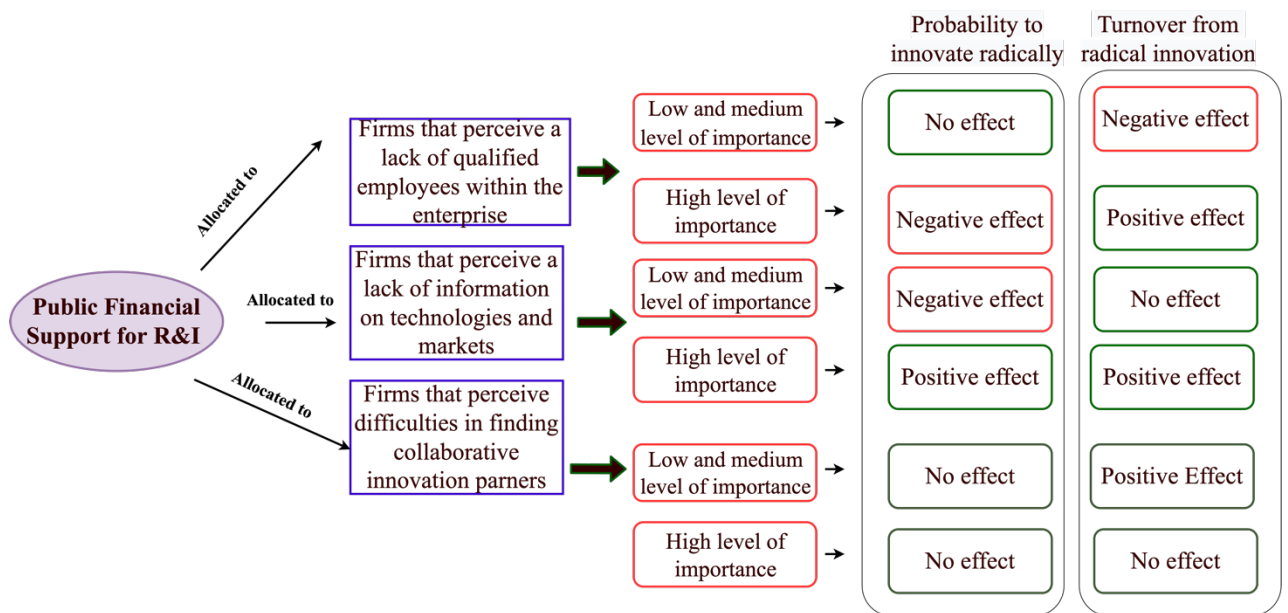 Probability to
innovate radically
Turnover from
radical innovation
Public Financial
Support for R&I
Allocated to
Firms that perceive a
lack of qualified
employees within the
enterprise
Low and medium
level of importance
No effect
Negative effect
High level of
importance
Negative effect
Positive effect
Allocated to
Firms that perceive a
lack of information
on technologies and
markets
Low and medium
level of importance
Negative effect
No effect
High level of
importance
Positive effect
Positive effect
Allocated to
Firms that perceive
difficulties in finding
collaborative
innovation parners
Low and medium
level of importance
No effect
Positive Effect
High level of
importance
No effect
No effect